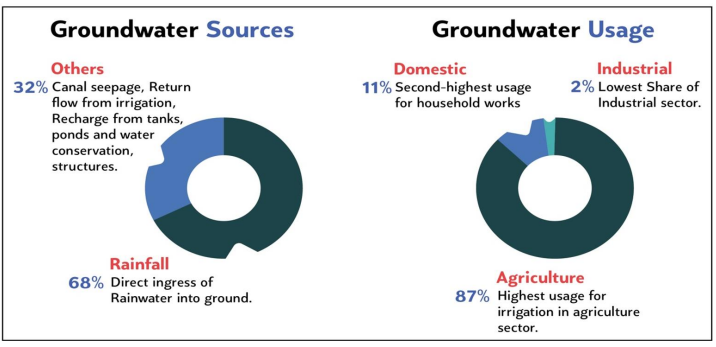 Groundwater Sources
Others
32% Canal seepage, Return
flow from irrigation,
Recharge from tanks,
ponds and water
conservation,
structures.
Rainfall
68% Direct ingress of
Rainwater into ground.
Groundwater Usage
Domestic
11% Second-highest usage
for household works
Industrial
2% Lowest Share of
Industrial sector.
Agriculture
87% Highest usage for
irrigation in agriculture
sector.